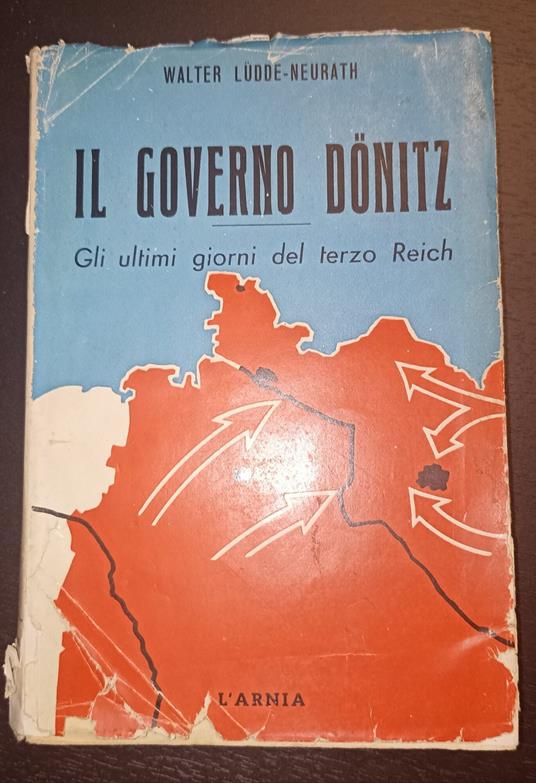 WALTER LÜDDE-NEURATH
IL GOVERNO DÖNITZ
Gli ultimi giorni del terzo Reich
L'ARNIA